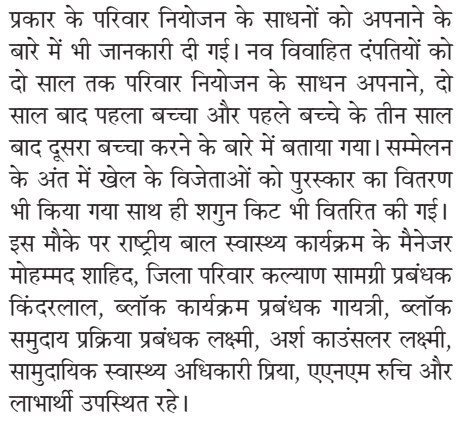 प्रकार के परिवार नियोजन के साधनों को अपनाने के
बारे में भी जानकारी दी गई। नव विवाहित दंपतियों को
दो साल तक परिवार नियोजन के साधन अपनाने, दो
साल बाद पहला बच्चा और पहले बच्चे के तीन साल
बाद दूसरा बच्चा करने के बारे में बताया गया। सम्मेलन
के अंत में खेल के विजेताओं को पुरस्कार का वितरण
भी किया गया साथ ही शगुन किट भी वितरित की गई।
इस मौके पर राष्ट्रीय बाल स्वास्थ्य कार्यक्रम के मैनेजर
मोहम्मद शाहिद, जिला परिवार कल्याण सामग्री प्रबंधक
किंदरलाल, ब्लॉक कार्यक्रम प्रबंधक गायत्री, ब्लॉक
समुदाय प्रक्रिया प्रबंधक लक्ष्मी, अर्श काउंसलर लक्ष्मी,
सामुदायिक स्वास्थ्य अधिकारी प्रिया, एएनएम रुचि और
लाभार्थी उपस्थित रहे।